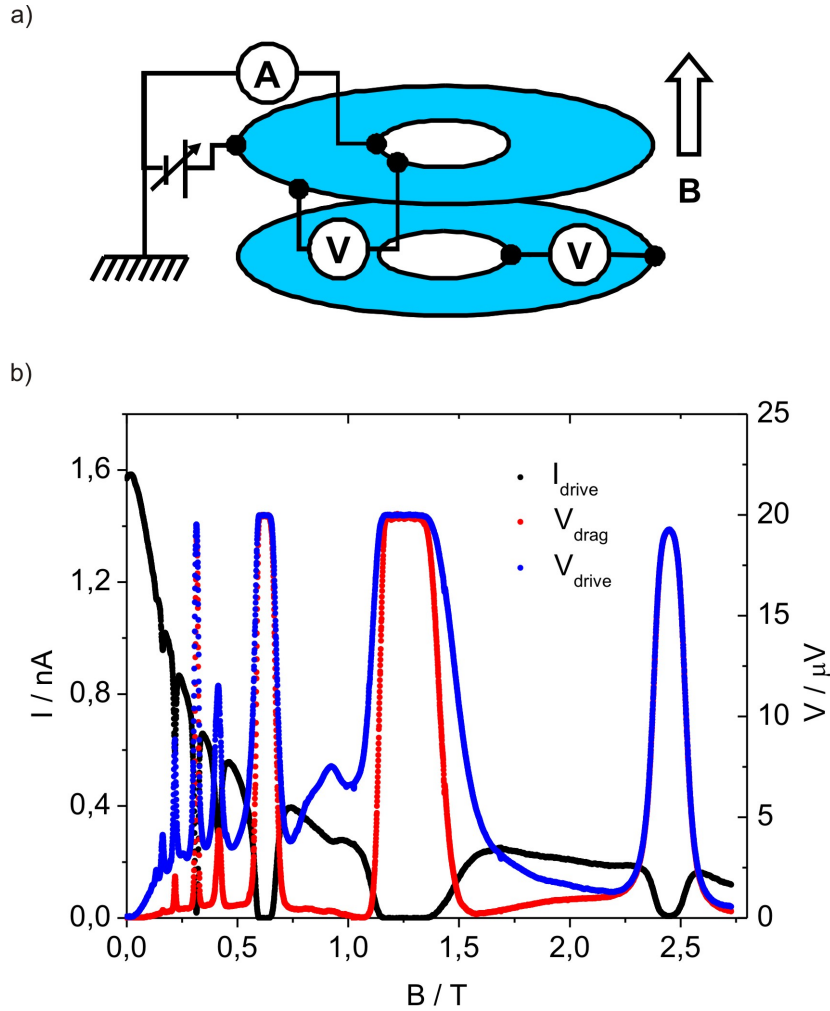 a)
A
V
V
B
b)
I_drive
V_drag
V_drive
1,6
1,2
0,8
0,4
0,0
I / nA
25
20
15
10
5
0
V / μV
0,0 0,5 1,0 1,5 2,0 2,5
B / T